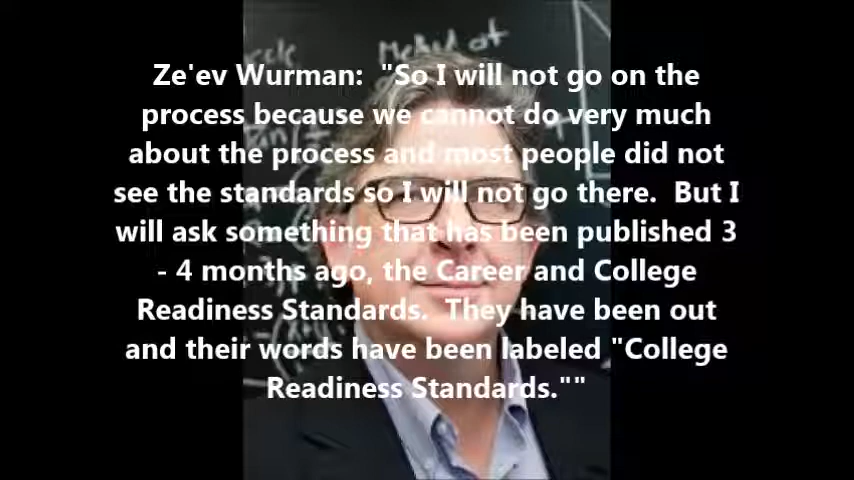 Method at
Ze'ev Wurman:  "So I will not go on the
process because we cannot do very much
about the process and most people did not
see the standards so I will not go there.  But I
will ask something that has been published 3
- 4 months ago, the Career and College
Readiness Standards.  They have been out
and their words have been labeled "College
Readiness Standards.""